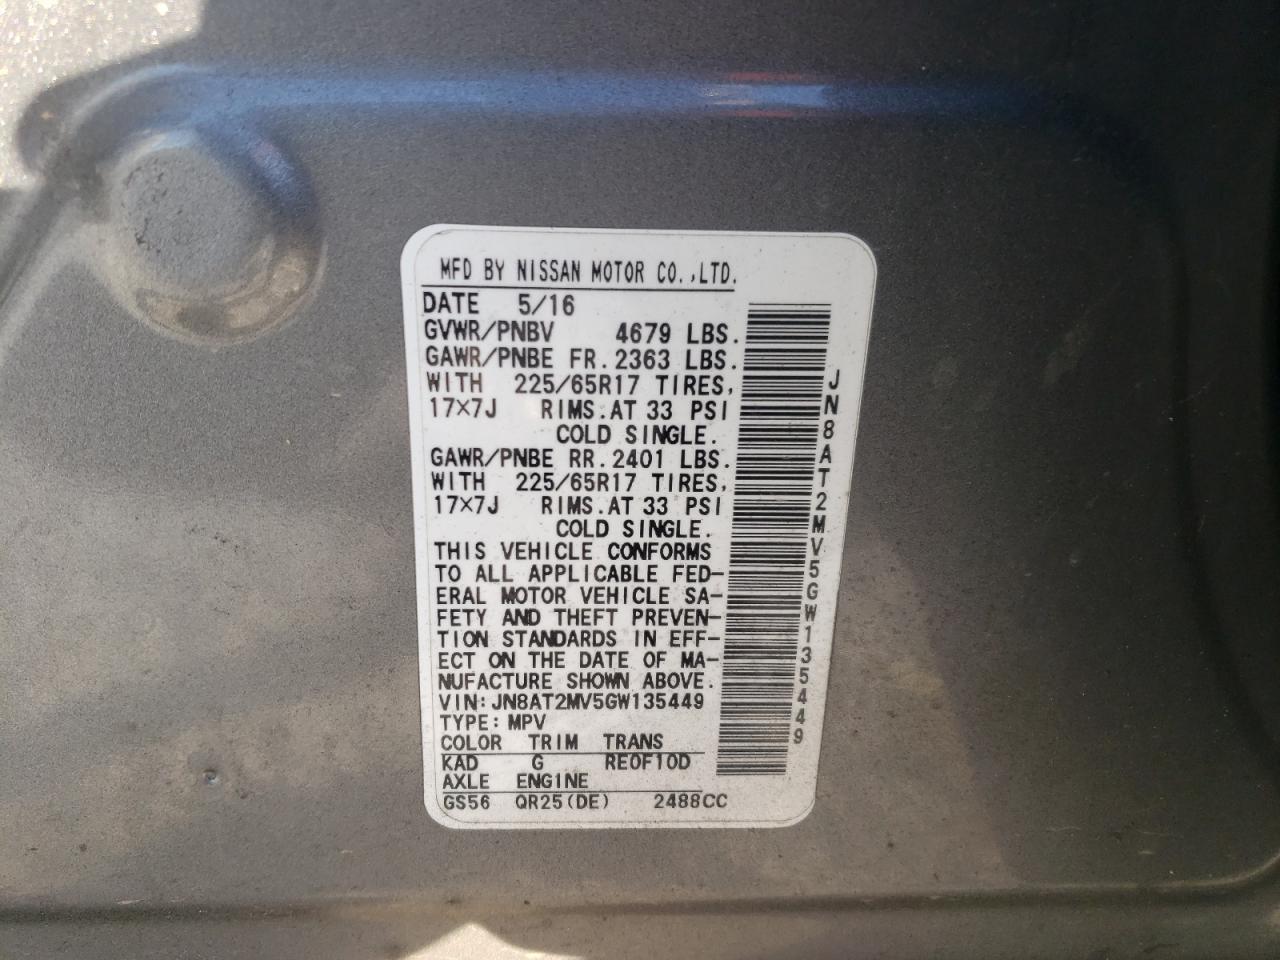 MFD BY NISSAN MOTOR CO.,LTD.
DATE 5/16
GVWR/PNBV 4679 LBS.
GAWR/PNBE FR. 2363 LBS.
WITH 225/65R17 TIRES,
17×7J RIMS. AT 33 PSI
COLD SINGLE.
GAWR/PNBE RR. 2401 LBS.
WITH 225/65R17 TIRES,
17×7J RIMS. AT 33 PSI
COLD SINGLE.
THIS VEHICLE CONFORMS
TO ALL APPLICABLE FED-
ERAL MOTOR VEHICLE SA-
FETY AND THEFT PREVEN-
TION STANDARDS IN EFF-
ECT ON THE DATE OF MA-
NUFACTURE SHOWN ABOVE.
VIN: JN8AT2MV5GW135449
TYPE: MPV
COLOR TRIM TRANS
KAD G RE0F10D
AXLE ENGINE
GS56 QR25(DE) 2488CC
JN8AT2MV5GW135449